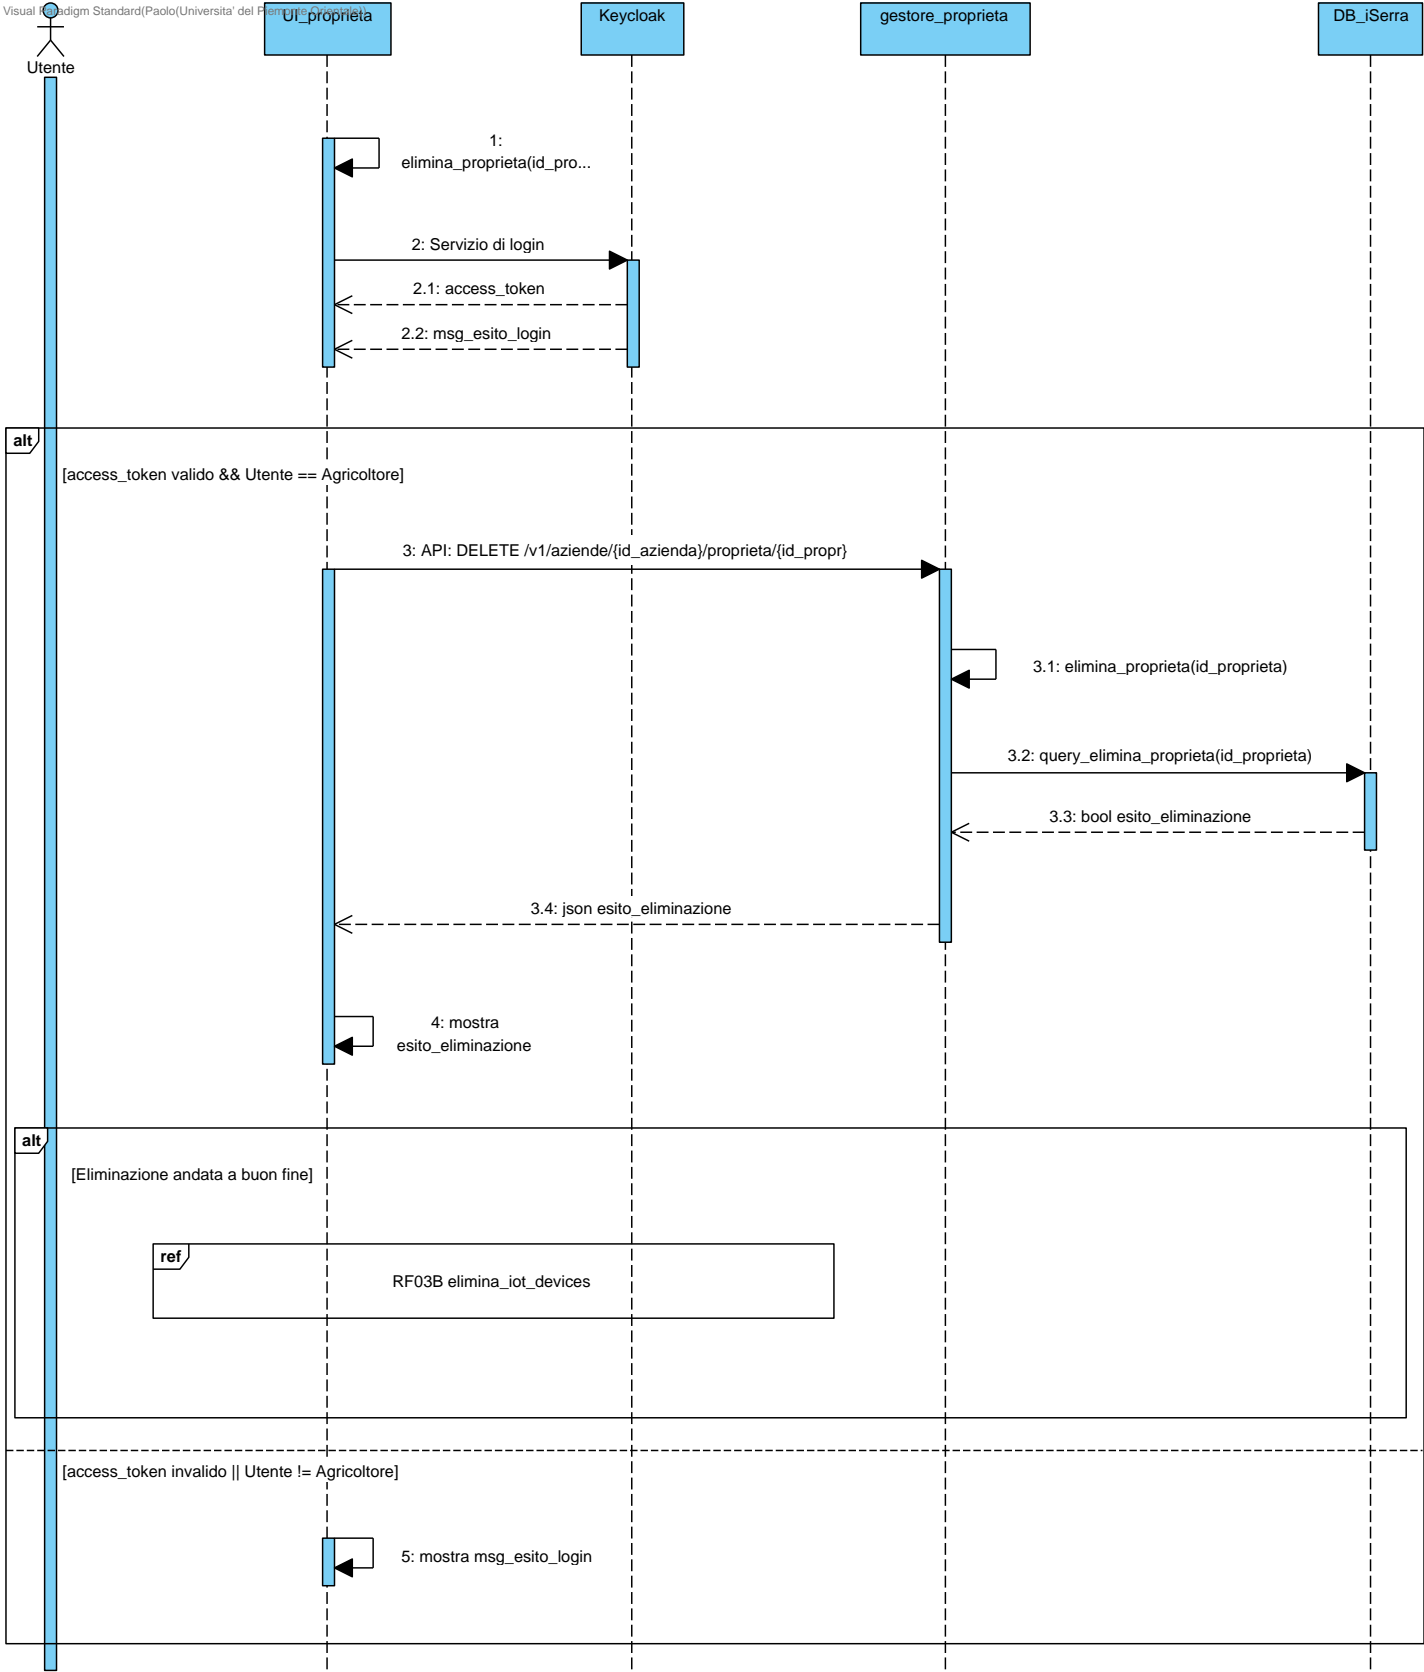 Visual Paradigm Standard(Paolo(Universita' del Piemonte Orientale))
Utente
UI_proprieta
Keycloak
gestore_proprieta
DB_iSerra
1:
elimina_proprieta(id_pro...
2: Servizio di login
2.1: access_token
2.2: msg_esito_login
alt
[access_token valido && Utente == Agricoltore]
3: API: DELETE /v1/aziende/{id_azienda}/proprieta/{id_propr}
3.1: elimina_proprieta(id_proprieta)
3.2: query_elimina_proprieta(id_proprieta)
3.3: bool esito_eliminazione
3.4: json esito_eliminazione
4: mostra
esito_eliminazione
alt
[Eliminazione andata a buon fine]
ref
RF03B elimina_iot_devices
[access_token invalido || Utente != Agricoltore]
5: mostra msg_esito_login